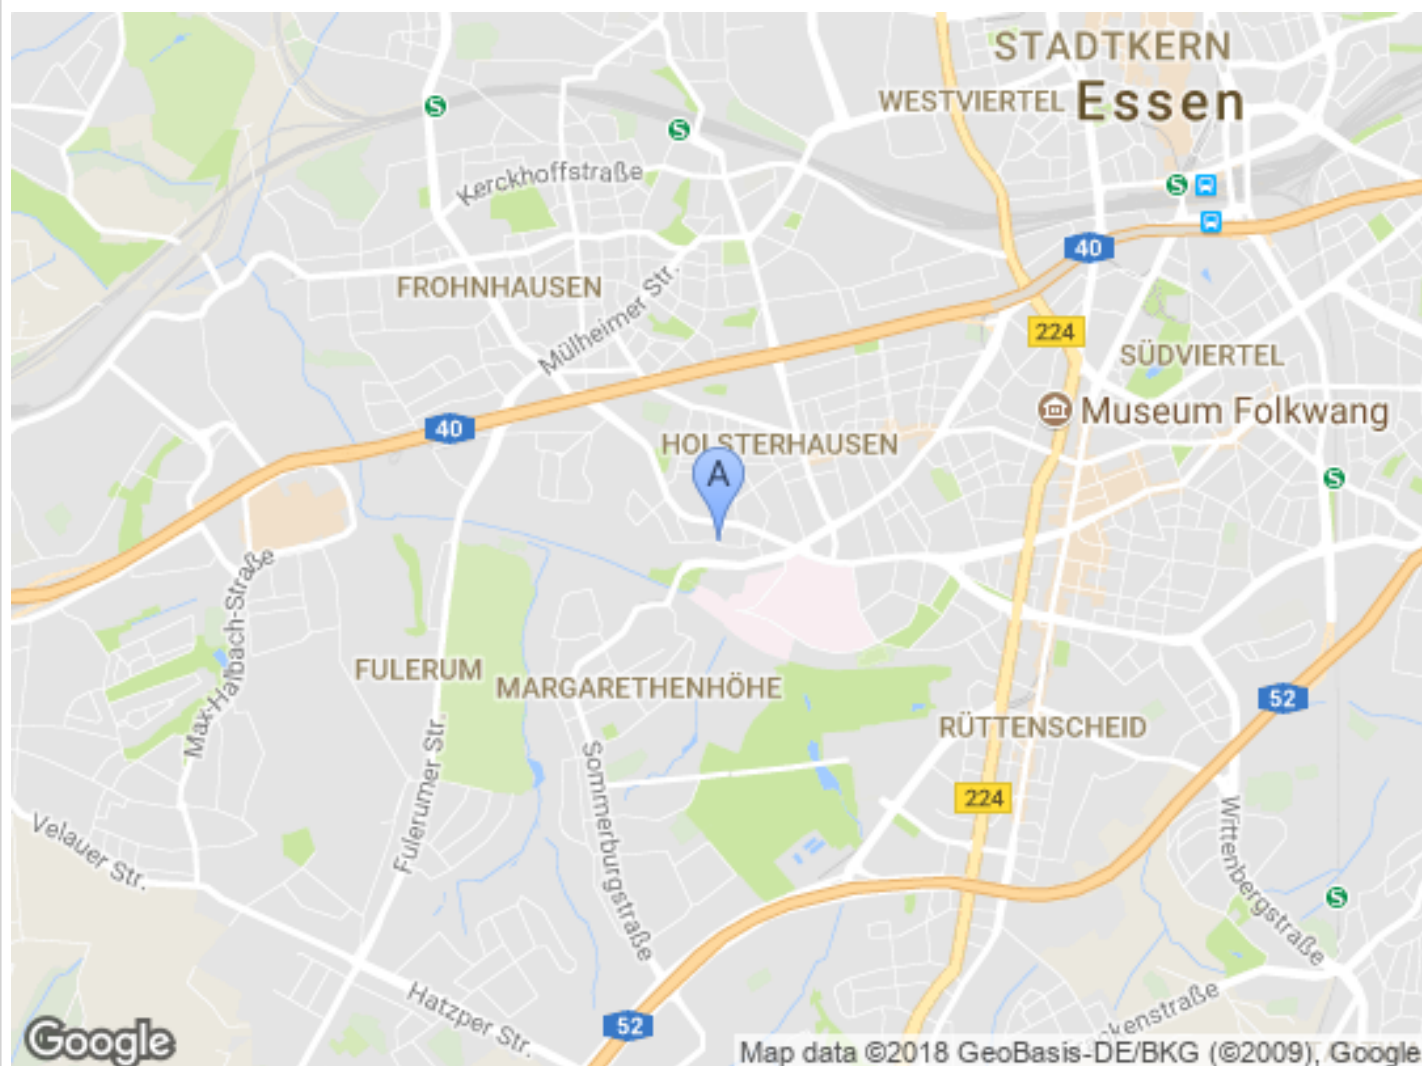 STADTKERN
WESTVIERTEL
Essen
S
S
S
Kerckhoffstraße
40
FROHNHAUSEN
Mülheimer Str.
224
SÜDVIERTEL
Museum Folkwang
40
HOLSTERHAUSEN
A
S
Max-Halbach-Straße
FULERUM
MARGARETHENHÖHE
52
RÜTTENSCHEID
Fulerumer Str.
Sommerburgstraße
224
Velauer Str.
Wittenbergstraße
S
Hatzper Str.
52
ankenstraße
Google
Map data ©2018 GeoBasis-DE/BKG (©2009), Google